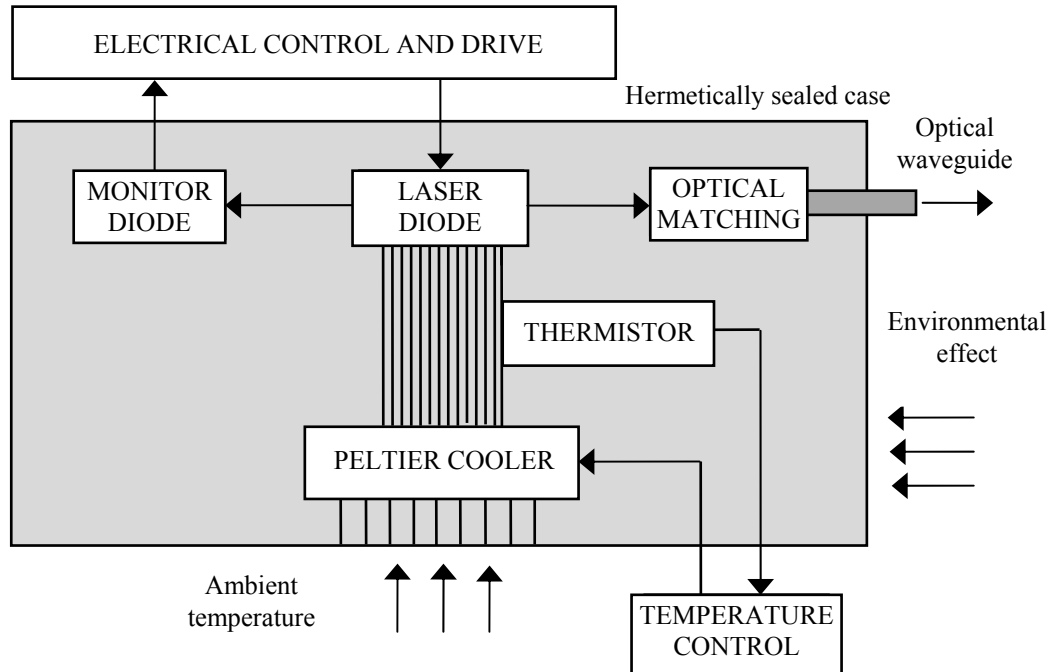 ELECTRICAL CONTROL AND DRIVE
Hermetically sealed case
Optical
waveguide
MONITOR
DIODE
LASER
DIODE
OPTICAL
MATCHING
THERMISTOR
Environmental
effect
PELTIER COOLER
Ambient
temperature
TEMPERATURE
CONTROL